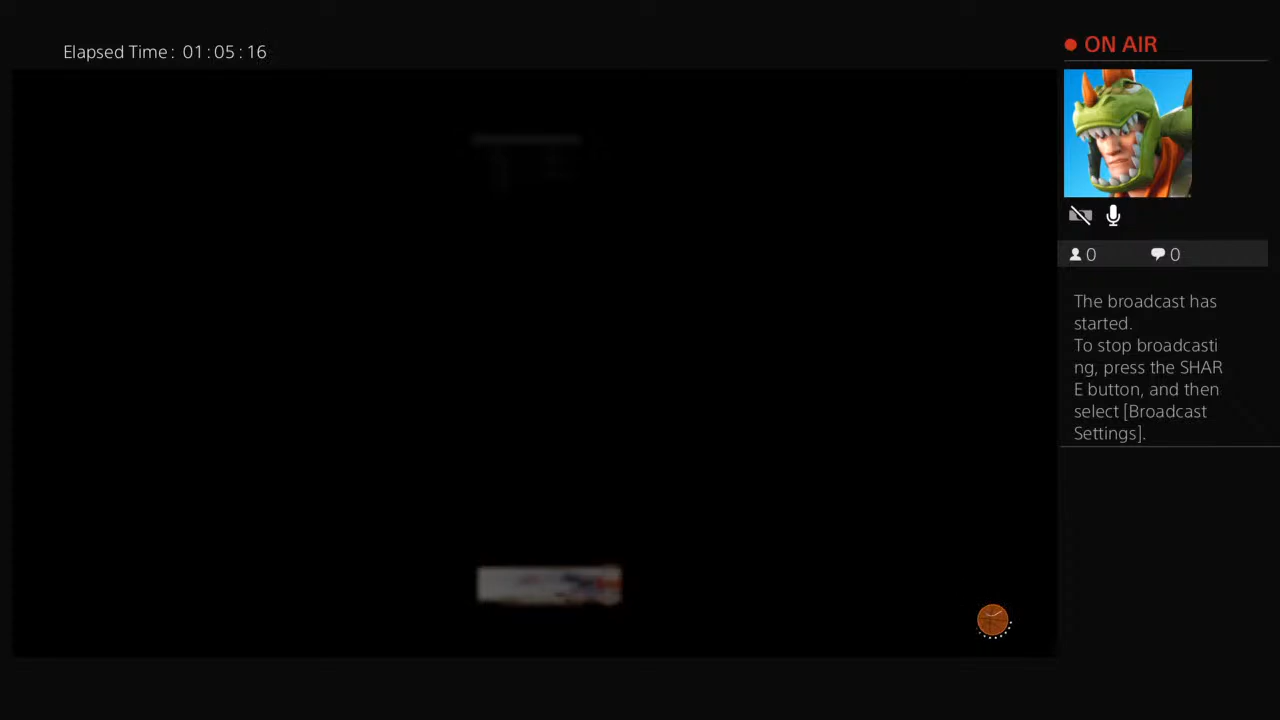 Elapsed Time: 01:05:16
ON AIR
0 0
The broadcast has
started.
To stop broadcasti
ng, press the SHAR
E button, and then
select [Broadcast
Settings].